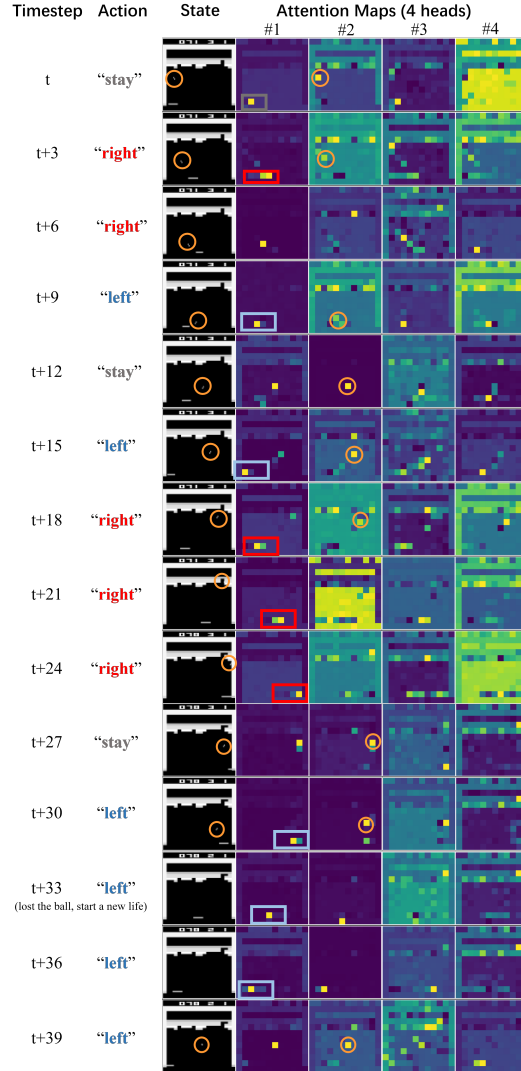 Timestep Action State Attention Maps (4 heads)
#1 #2 #3 #4
t “stay”
t+3 “right”
t+6 “right”
t+9 “left”
t+12 “stay”
t+15 “left”
t+18 “right”
t+21 “right”
t+24 “right”
t+27 “stay”
t+30 “left”
t+33 “left”
(lost the ball, start a new life)
t+36 “left”
t+39 “left”